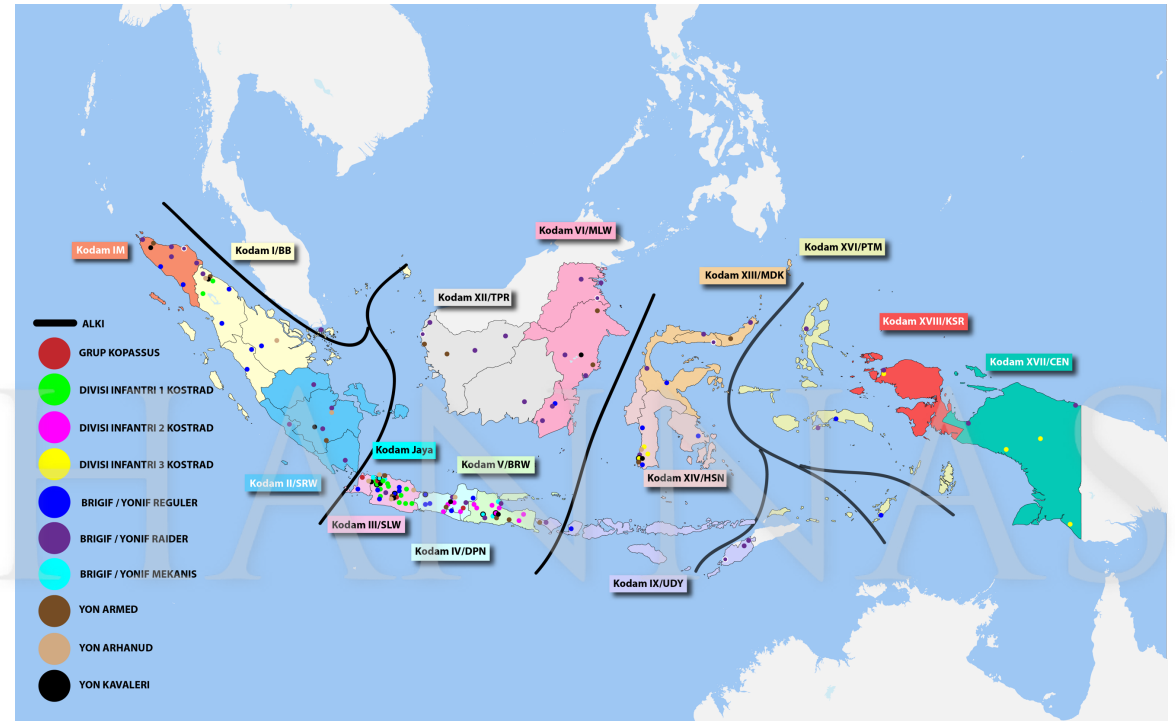 Kodam VI/MLW
Kodam IM
Kodam I/BB
Kodam XVI/PTM
Kodam XIII/MDK
Kodam XII/TPR
Kodam XVIII/KSR
Kodam XVII/CEN
ALKI
GRUP KOPASSUS
DIVISI INFANTRI 1 KOSTRAD
DIVISI INFANTRI 2 KOSTRAD
DIVISI INFANTRI 3 KOSTRAD
BRIGIF / YONIF REGULER
BRIGIF / YONIF RAIDER
BRIGIF / YONIF MEKANIS
YON ARMED
YON ARHANUD
YON KAVALERI
Kodam Jaya
Kodam V/BRW
Kodam II/SRW
Kodam XIV/HSN
Kodam III/SLW
Kodam IV/DPN
Kodam IX/UDY
HANNAS